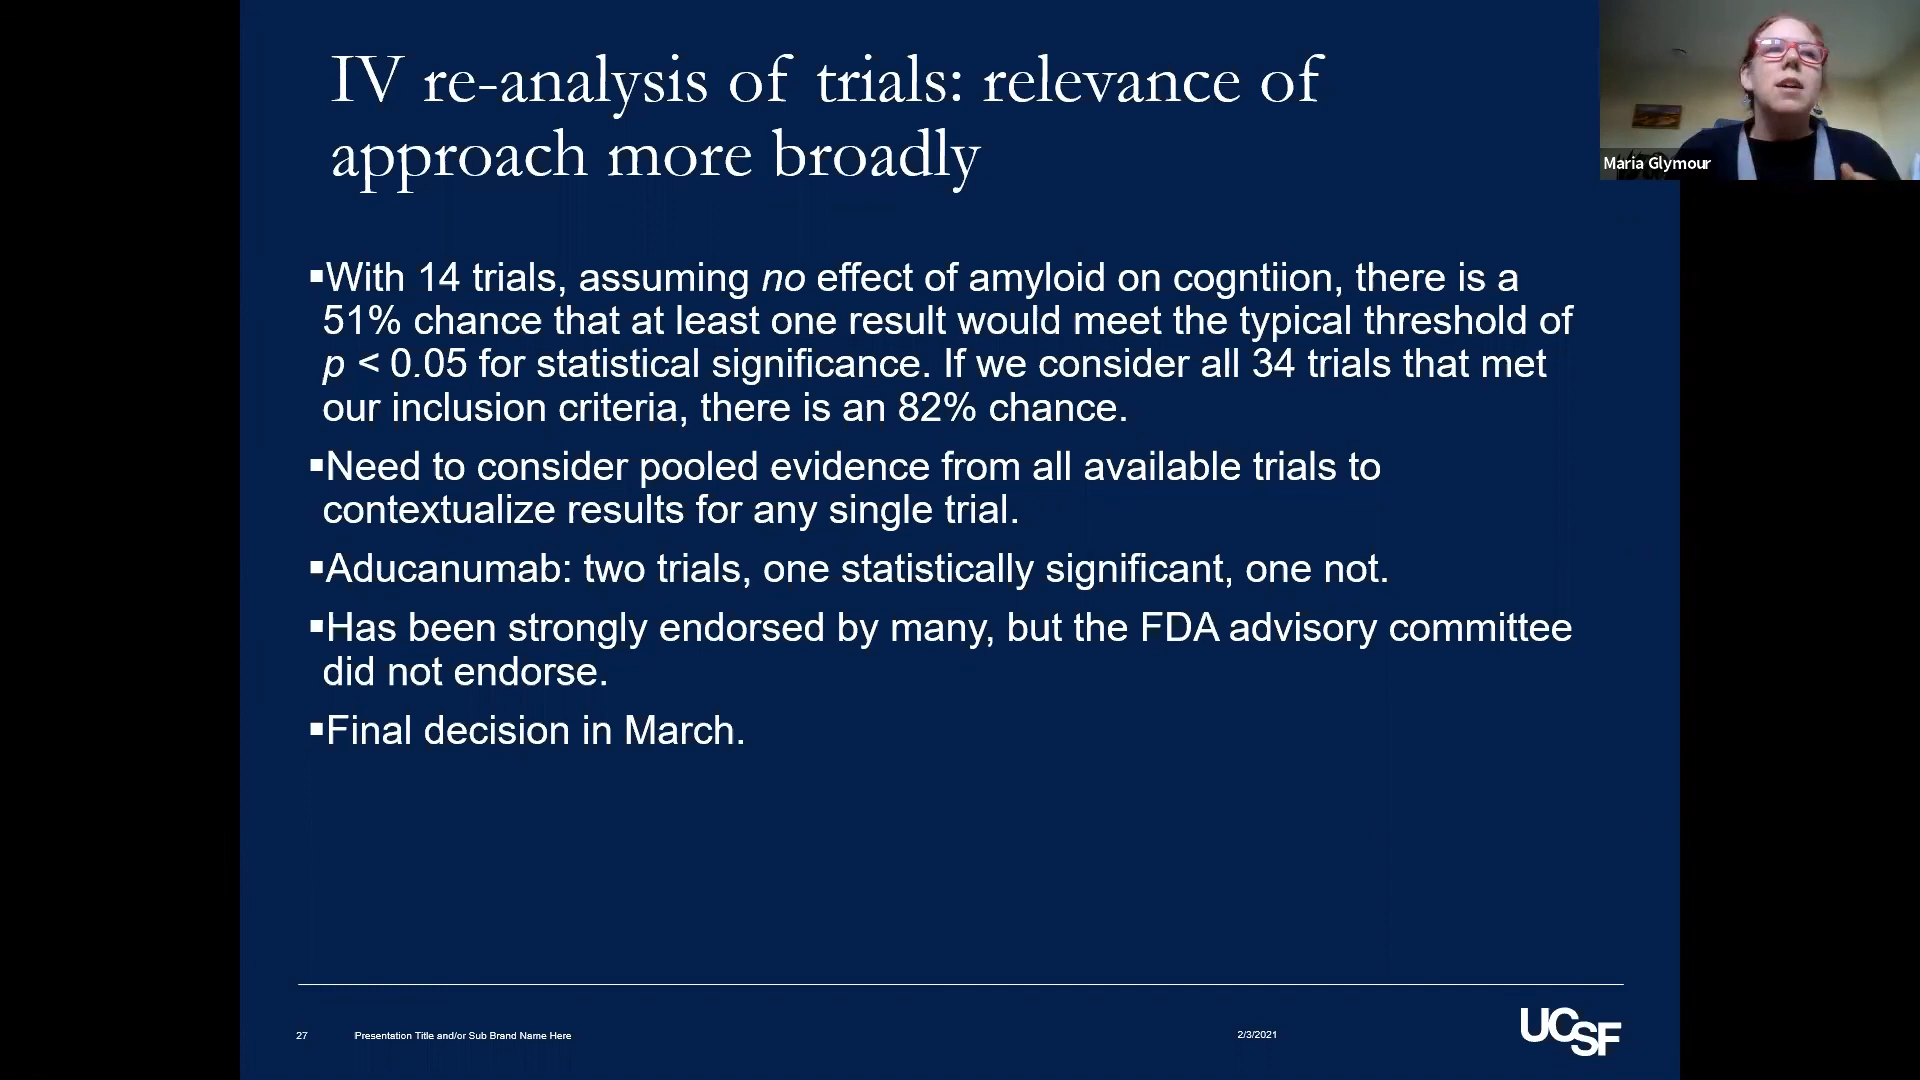 IV re-analysis of trials: relevance of
approach more broadly
Maria Glymour
▪With 14 trials, assuming no effect of amyloid on cogntiion, there is a
51% chance that at least one result would meet the typical threshold of
p < 0.05 for statistical significance. If we consider all 34 trials that met
our inclusion criteria, there is an 82% chance.
▪Need to consider pooled evidence from all available trials to
contextualize results for any single trial.
▪Aducanumab: two trials, one statistically significant, one not.
▪Has been strongly endorsed by many, but the FDA advisory committee
did not endorse.
▪Final decision in March.
27
Presentation Title and/or Sub Brand Name Here
2/3/2021
UCSF